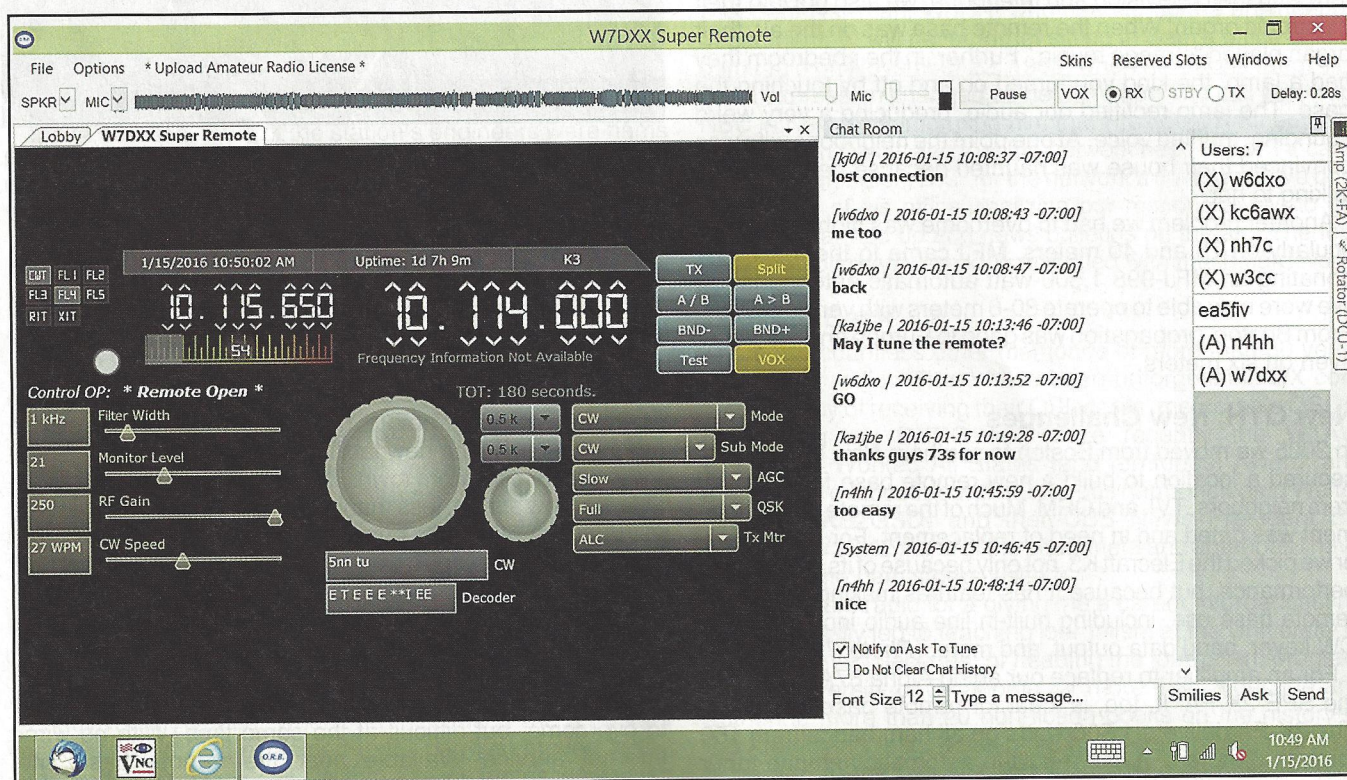 W7DXX Super Remote
File Options * Upload Amateur Radio License * Skins Reserved Slots Windows Help
SPKR MIC Vol Mic Pause VOX RX STBY TX Delay: 0.28s
Lobby W7DXX Super Remote
1/15/2016 10:50:02 AM Uptime: 1d 7h 9m K3
CWT FL1 FL2
FL3 FL4 FL5
RIT XIT
10.115.650 10.114.000
S4
Frequency Information Not Available
TX Split
A / B A > B
BND- BND+
Test VOX
Control OP: * Remote Open *
TOT: 180 seconds.
1 kHz Filter Width
21 Monitor Level
250 RF Gain
27 WPM CW Speed
0.5 k
0.5 k
CW Mode
CW Sub Mode
Slow AGC
Full QSK
ALC Tx Mtr
5nn tu CW
E T E E E **I EE Decoder
Chat Room
[kj0d | 2016-01-15 10:08:37 -07:00]
lost connection
[w6dxo | 2016-01-15 10:08:43 -07:00]
me too
[w6dxo | 2016-01-15 10:08:47 -07:00]
back
[ka1jbe | 2016-01-15 10:13:46 -07:00]
May I tune the remote?
[w6dxo | 2016-01-15 10:13:52 -07:00]
GO
[ka1jbe | 2016-01-15 10:19:28 -07:00]
thanks guys 73s for now
[n4hh | 2016-01-15 10:45:59 -07:00]
too easy
[System | 2016-01-15 10:46:45 -07:00]
[n4hh | 2016-01-15 10:48:14 -07:00]
nice
Notify on Ask To Tune
Do Not Clear Chat History
Font Size 12 Type a message... Smilies Ask Send
Users: 7
(X) w6dxo
(X) kc6awx
(X) nh7c
(X) w3cc
ea5fiv
(A) n4hh
(A) w7dxx
Amp (2K-FA)
Rotator (DCU-1)
VNC
O.R.B.
10:49 AM
1/15/2016